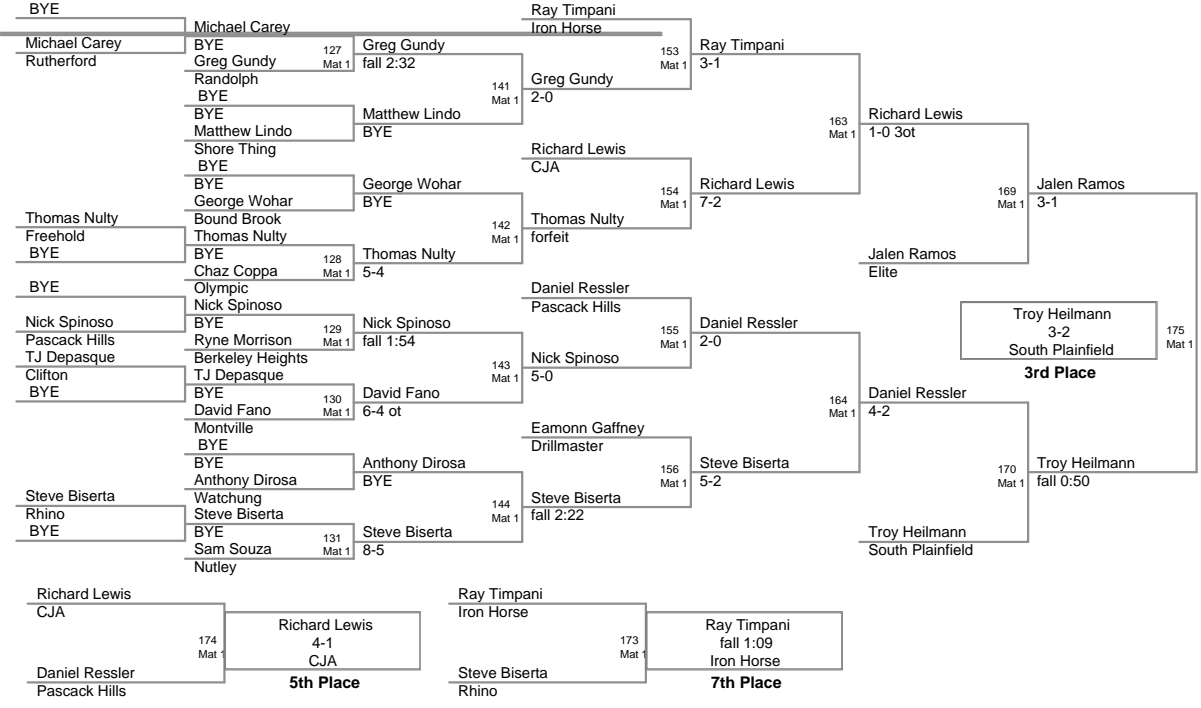 BYE
Michael Carey
Rutherford
Thomas Nulty
Freehold
BYE
BYE
Nick Spinoso
Pascack Hills
TJ Depasque
Clifton
BYE
Steve Biserta
Rhino
BYE
Michael Carey
BYE
Greg Gundy
Randolph
BYE
BYE
Matthew Lindo
Shore Thing
BYE
BYE
George Wohar
Bound Brook
Thomas Nulty
BYE
Chaz Coppa
Olympic
Nick Spinoso
BYE
Ryne Morrison
Berkeley Heights
TJ Depasque
BYE
David Fano
Montville
BYE
BYE
Anthony Dirosa
Watchung
Steve Biserta
BYE
Sam Souza
Nutley
127
Mat 1
128
Mat 1
129
Mat 1
130
Mat 1
131
Mat 1
Greg Gundy
fall 2:32
Matthew Lindo
BYE
George Wohar
BYE
Thomas Nulty
5-4
Nick Spinoso
fall 1:54
David Fano
6-4 ot
Anthony Dirosa
BYE
Steve Biserta
8-5
141
Mat 1
142
Mat 1
143
Mat 1
144
Mat 1
Ray Timpani
Iron Horse
Greg Gundy
2-0
Richard Lewis
CJA
Thomas Nulty
forfeit
Daniel Ressler
Pascack Hills
Nick Spinoso
5-0
Eamonn Gaffney
Drillmaster
Steve Biserta
fall 2:22
153
Mat 1
154
Mat 1
155
Mat 1
156
Mat 1
Ray Timpani
3-1
Richard Lewis
7-2
Daniel Ressler
2-0
Steve Biserta
5-2
163
Mat 1
164
Mat 1
Richard Lewis
1-0 3ot
Jalen Ramos
Elite
Daniel Ressler
4-2
Troy Heilmann
South Plainfield
169
Mat 1
170
Mat 1
Jalen Ramos
3-1
Troy Heilmann
fall 0:50
Troy Heilmann
3-2
South Plainfield
3rd Place
175
Mat 1
Richard Lewis
CJA
Daniel Ressler
Pascack Hills
174
Mat 1
Richard Lewis
4-1
CJA
5th Place
Ray Timpani
Iron Horse
Steve Biserta
Rhino
173
Mat 1
Ray Timpani
fall 1:09
Iron Horse
7th Place